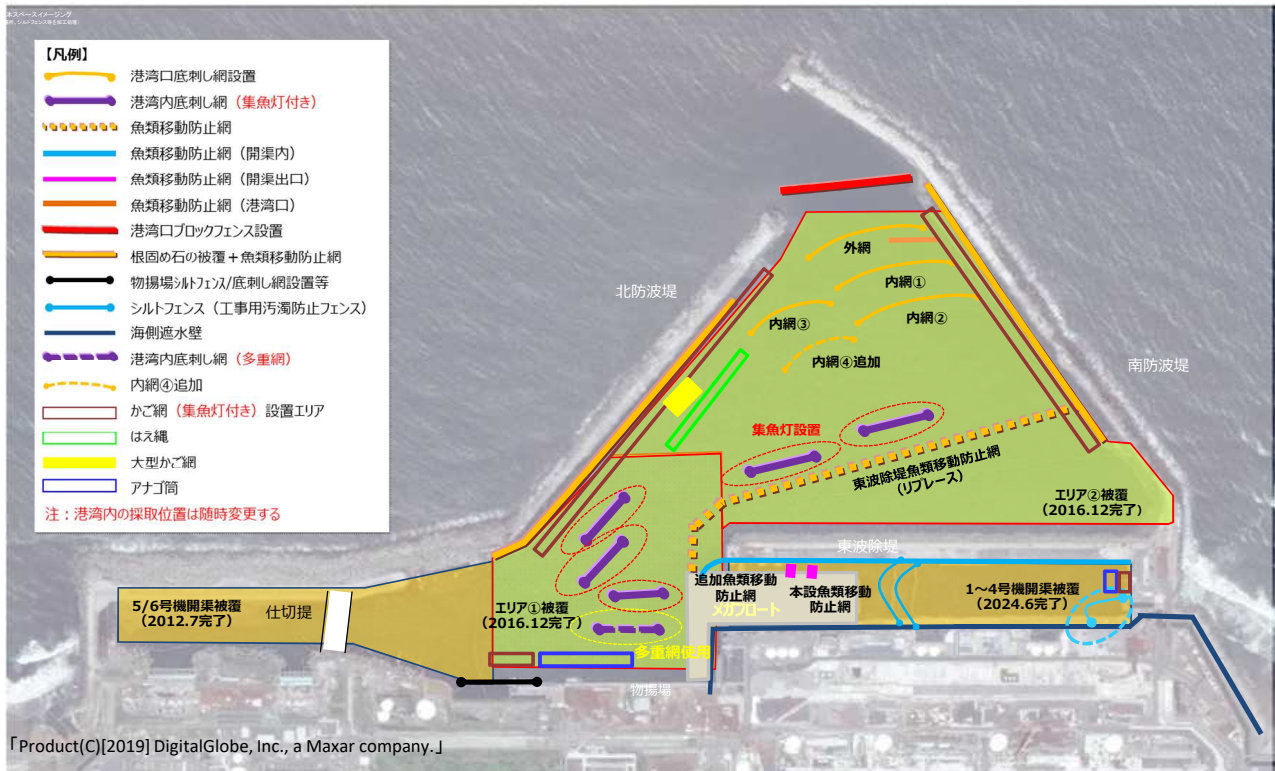 本スペースイメージング
【凡例】
港湾口底刺し網設置
港湾内底刺し網（集魚灯付き）
魚類移動防止網
魚類移動防止網（開渠内）
魚類移動防止網（開渠出口）
魚類移動防止網（港湾口）
港湾口ブロックフェンス設置
根固め石の被覆＋魚類移動防止網
物揚場シルトフェンス/底刺し網設置等
シルトフェンス（工事用汚濁防止フェンス）
海側遮水壁
港湾内底刺し網（多重網）
内網④追加
かご網（集魚灯付き）設置エリア
はえ縄
大型かご網
アナゴ筒
注：港湾内の採取位置は随時変更する
北防波堤
外網
内網①
内網③
内網②
内網④追加
南防波堤
集魚灯設置
東波除堤魚類移動防止網
（リプレース）
エリア②被覆
（2016.12完了）
東波除堤
追加魚類移動
防止網
本設魚類移動
防止網
メガフロート
1～4号機開渠被覆
（2024.6完了）
5/6号機開渠被覆
（2012.7完了）
仕切提
エリア①被覆
（2016.12完了）
多重網使用
物揚場
「Product(C)[2019] DigitalGlobe, Inc., a Maxar company.」